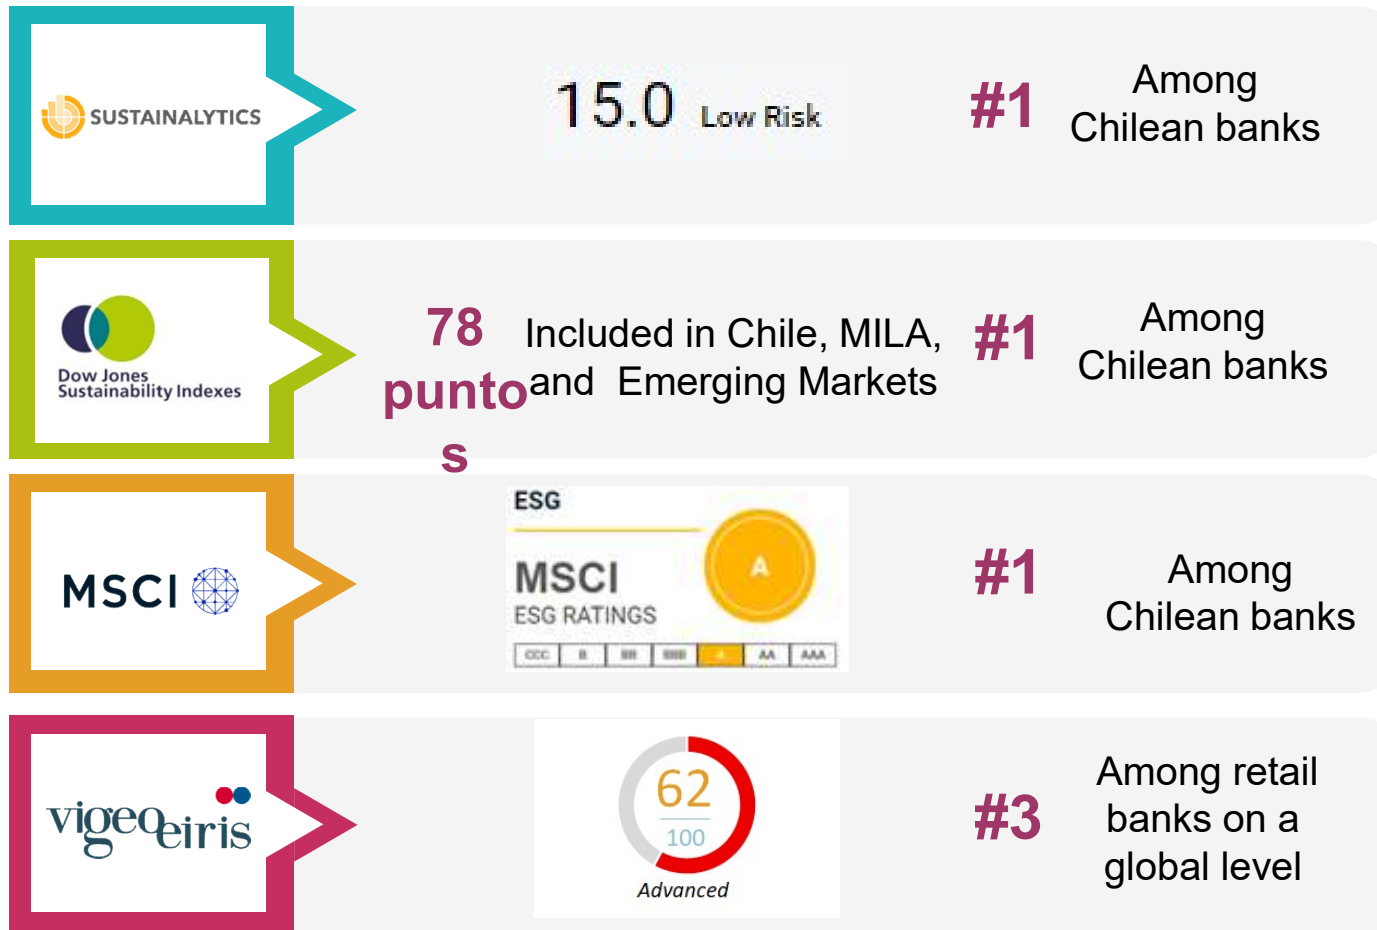 SUSTAINALYTICS
15.0 Low Risk
#1
Among
Chilean banks
Dow Jones
Sustainability Indexes
78
punto
s
Included in Chile, MILA,
and  Emerging Markets
#1
Among
Chilean banks
MSCI
ESG
MSCI
ESG RATINGS
A
CCC B BB BBB A AA AAA
#1
Among
Chilean banks
vigeoeiris
62
100
Advanced
#3
Among retail
banks on a
global level